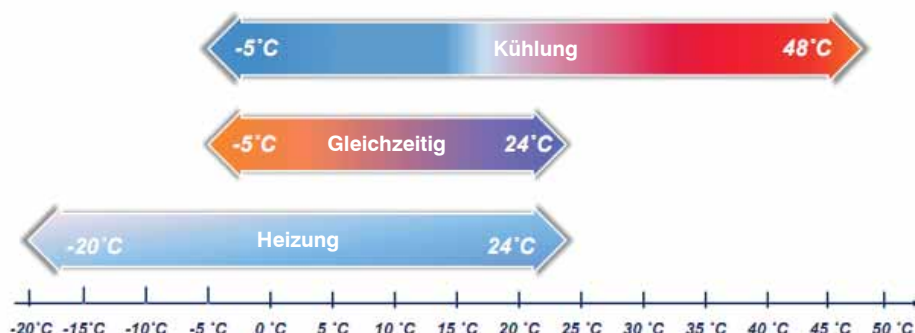 -5°C Kühlung 48°C
-5°C Gleichzeitig 24°C
-20°C Heizung 24°C
-20°C -15°C -10°C -5°C 0°C 5°C 10°C 15°C 20°C 25°C 30°C 35°C 40°C 45°C 50°C